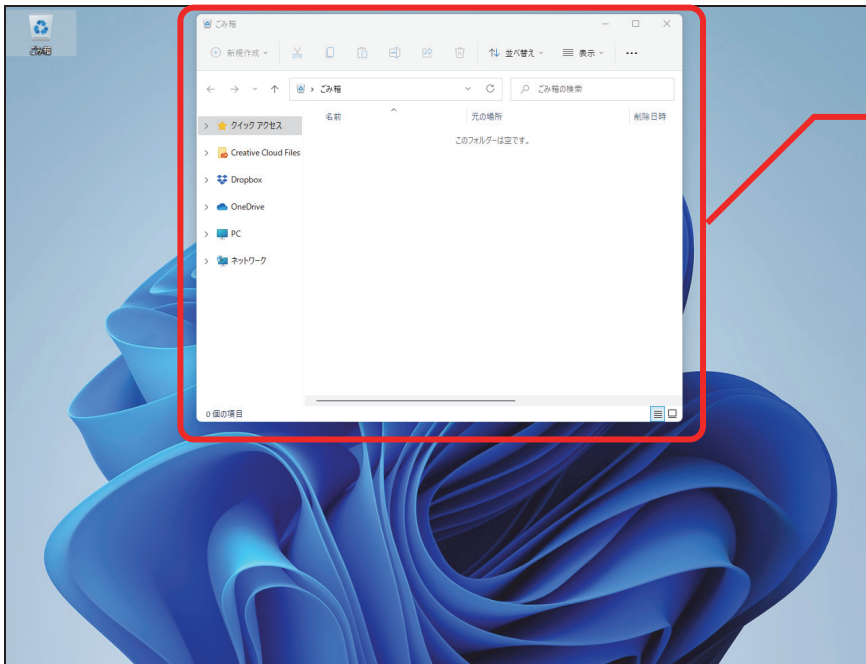 ごみ箱
ごみ箱
新規作成
並べ替え
表示
ごみ箱
ごみ箱の検索
名前
元の場所
削除日時
このフォルダーは空です。
クイック アクセス
Creative Cloud Files
Dropbox
OneDrive
PC
ネットワーク
0 個の項目